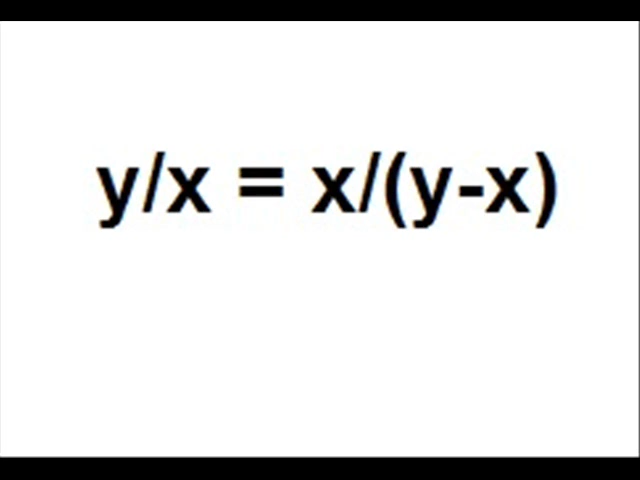 y/x = x/(y-x)